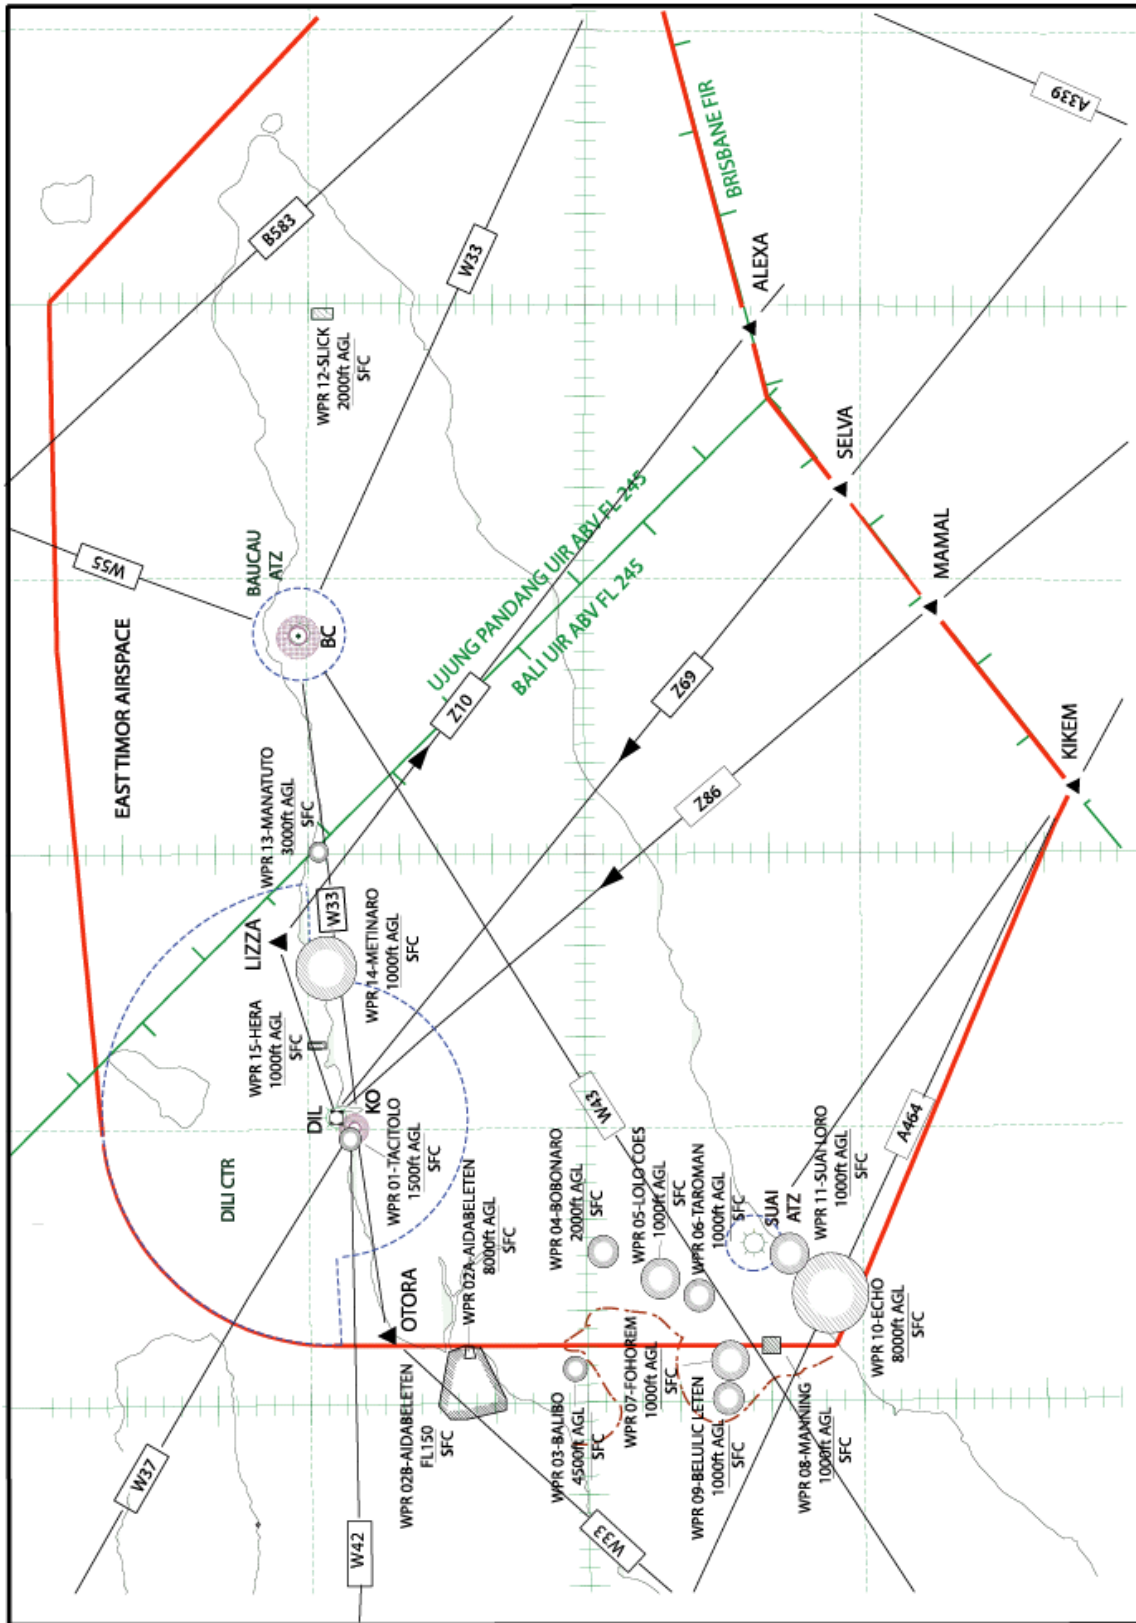 A339
BRISBANE FIR
B583
W33
ALEXA
WPR 12-SLICK
2000ft AGL
SFC
SELVA
UJUNG PANDANG UIR ABV FL 245
BALI UIR ABV FL 245
MAMAL
W55
BAUCAU
ATZ
BC
EAST TIMOR AIRSPACE
Z10
Z69
KIKEM
Z86
WPR 13-MANATUTO
3000ft AGL
SFC
LIZZA
W33
WPR 14-METINARO
1000ft AGL
SFC
WPR 15-HERA
1000ft AGL
SFC
DIL
KO
W43
A464
DILI CTR
WPR 01-TACITOLO
1500ft AGL
SFC
WPR 02A-AIDABELETEN
8000ft AGL
SFC
WPR 04-BOBONARO
2000ft AGL
SFC
WPR 05-LOLO COES
1000ft AGL
SFC
WPR 06-TAROMAN
1000ft AGL
SFC
SUAI
ATZ
WPR 11-SUAI LORO
1000ft AGL
SFC
OTORA
WPR 10-ECHO
8000ft AGL
SFC
WPR 02B-AIDABELETEN
FL150
SFC
WPR 03-BALIBO
4500ft AGL
SFC
WPR 07-FOHOREM
1000ft AGL
SFC
WPR 09-BELULIC LETEN
1000ft AGL
SFC
WPR 08-MANNING
1000ft AGL
SFC
W37
W42
W33